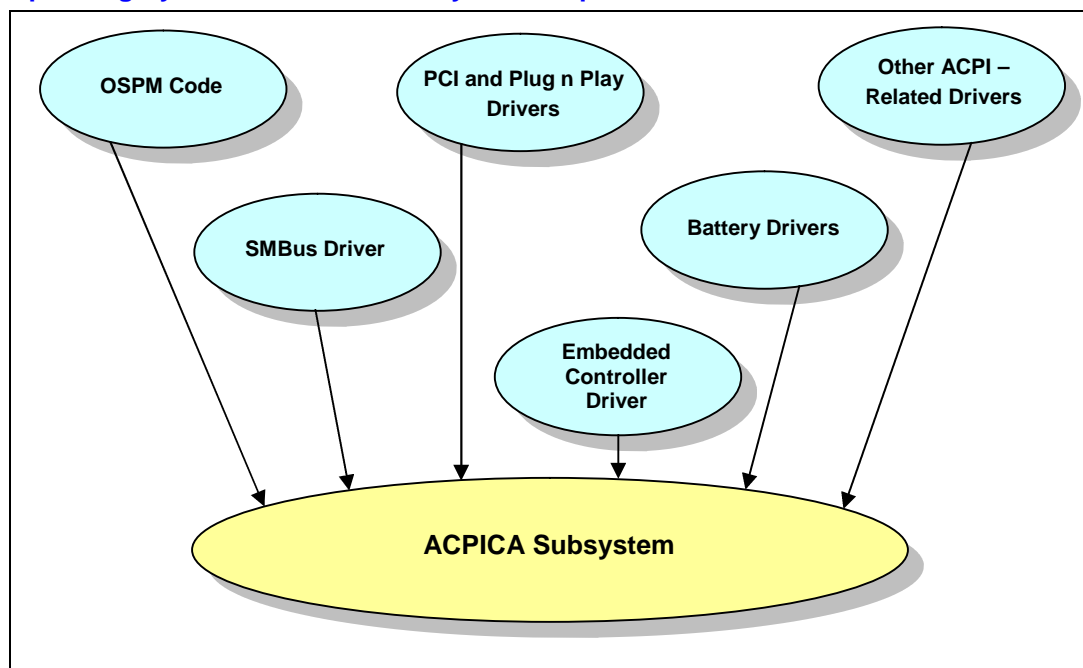 OSPM Code
PCI and Plug n Play
Drivers
Other ACPI –
Related Drivers
SMBus Driver
Battery Drivers
Embedded
Controller
Driver
ACPICA Subsystem